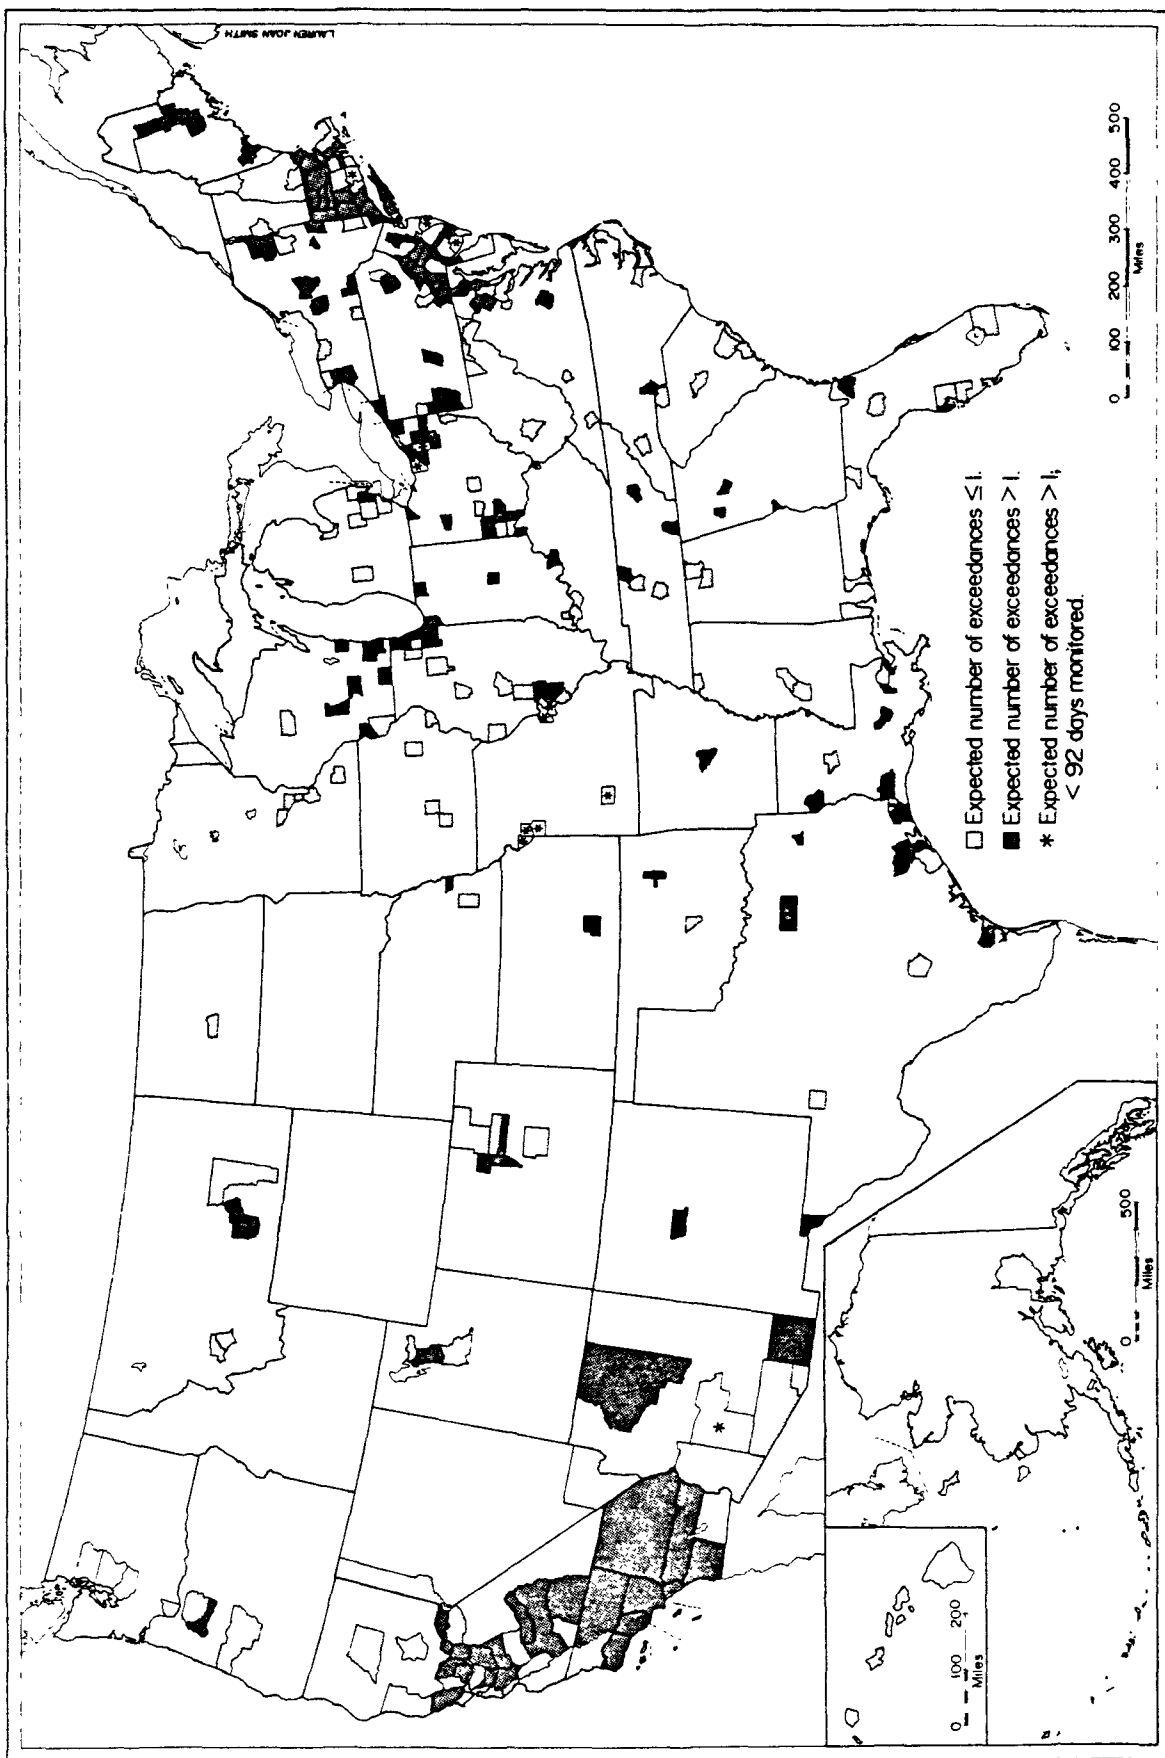 LAUREN JOAN SMITH
□ Expected number of exceedances ≤ 1.
■ Expected number of exceedances > 1.
* Expected number of exceedances > 1;
< 92 days monitored.
0 100 200 300 400 500
Miles
0 100 200
Miles
0 500
Miles